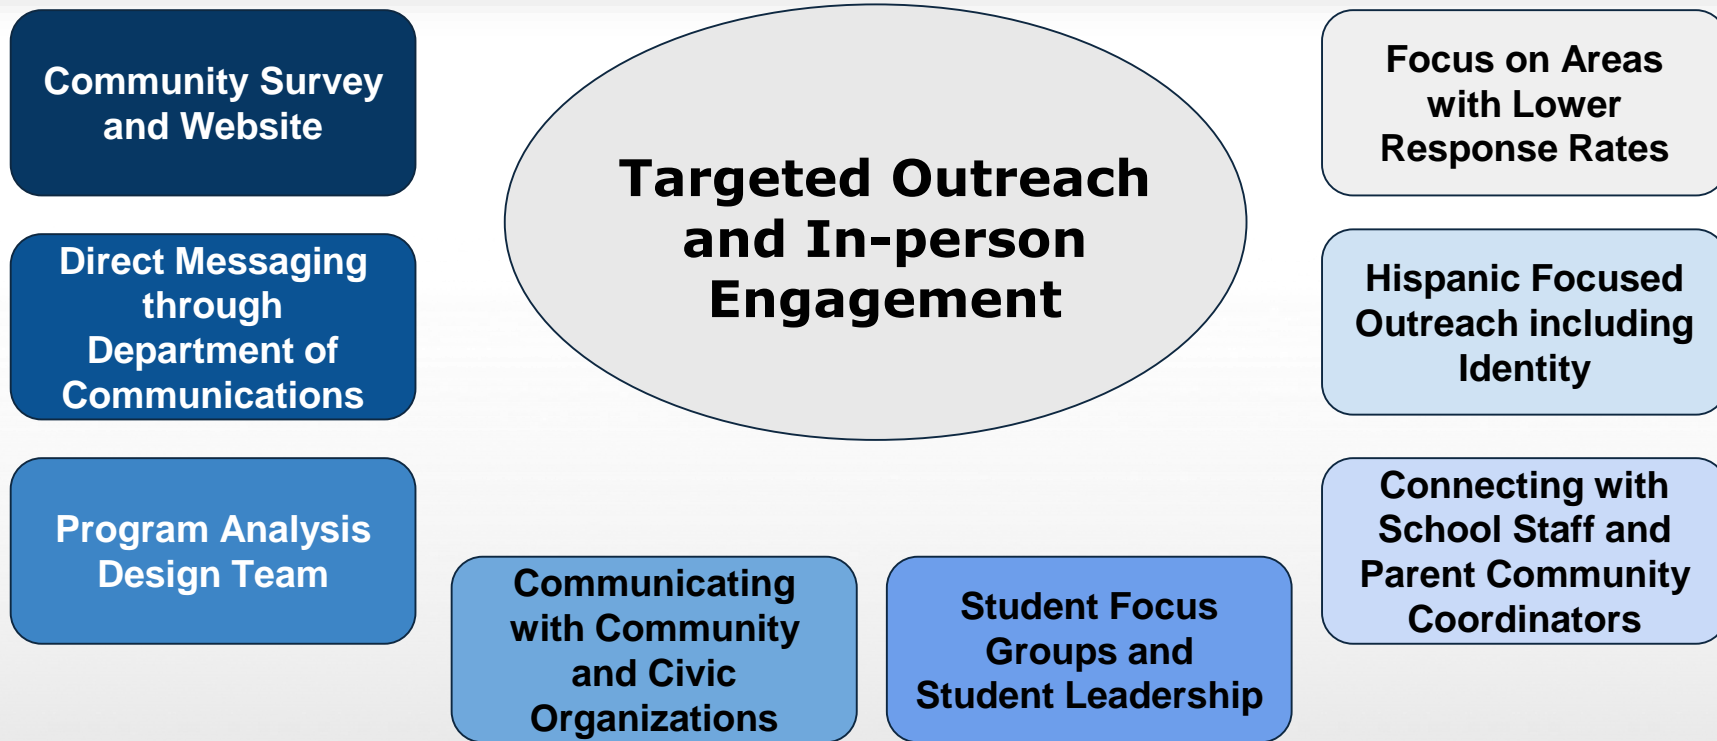 Community Survey
and Website
Direct Messaging
through
Department of
Communications
Program Analysis
Design Team
Targeted Outreach
and In-person
Engagement
Communicating
with Community
and Civic
Organizations
Student Focus
Groups and
Student Leadership
Focus on Areas
with Lower
Response Rates
Hispanic Focused
Outreach including
Identity
Connecting with
School Staff and
Parent Community
Coordinators